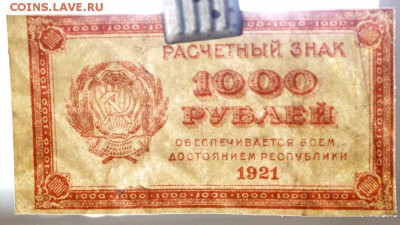 COINS.LAVE.RU
РАСЧЕТНЫЙ ЗНАК
1000
РУБЛЕЙ
ОБЕСПЕЧИВАЕТСЯ ВСЕМ
ДОСТОЯНИЕМ РЕСПУБЛИКИ
1921